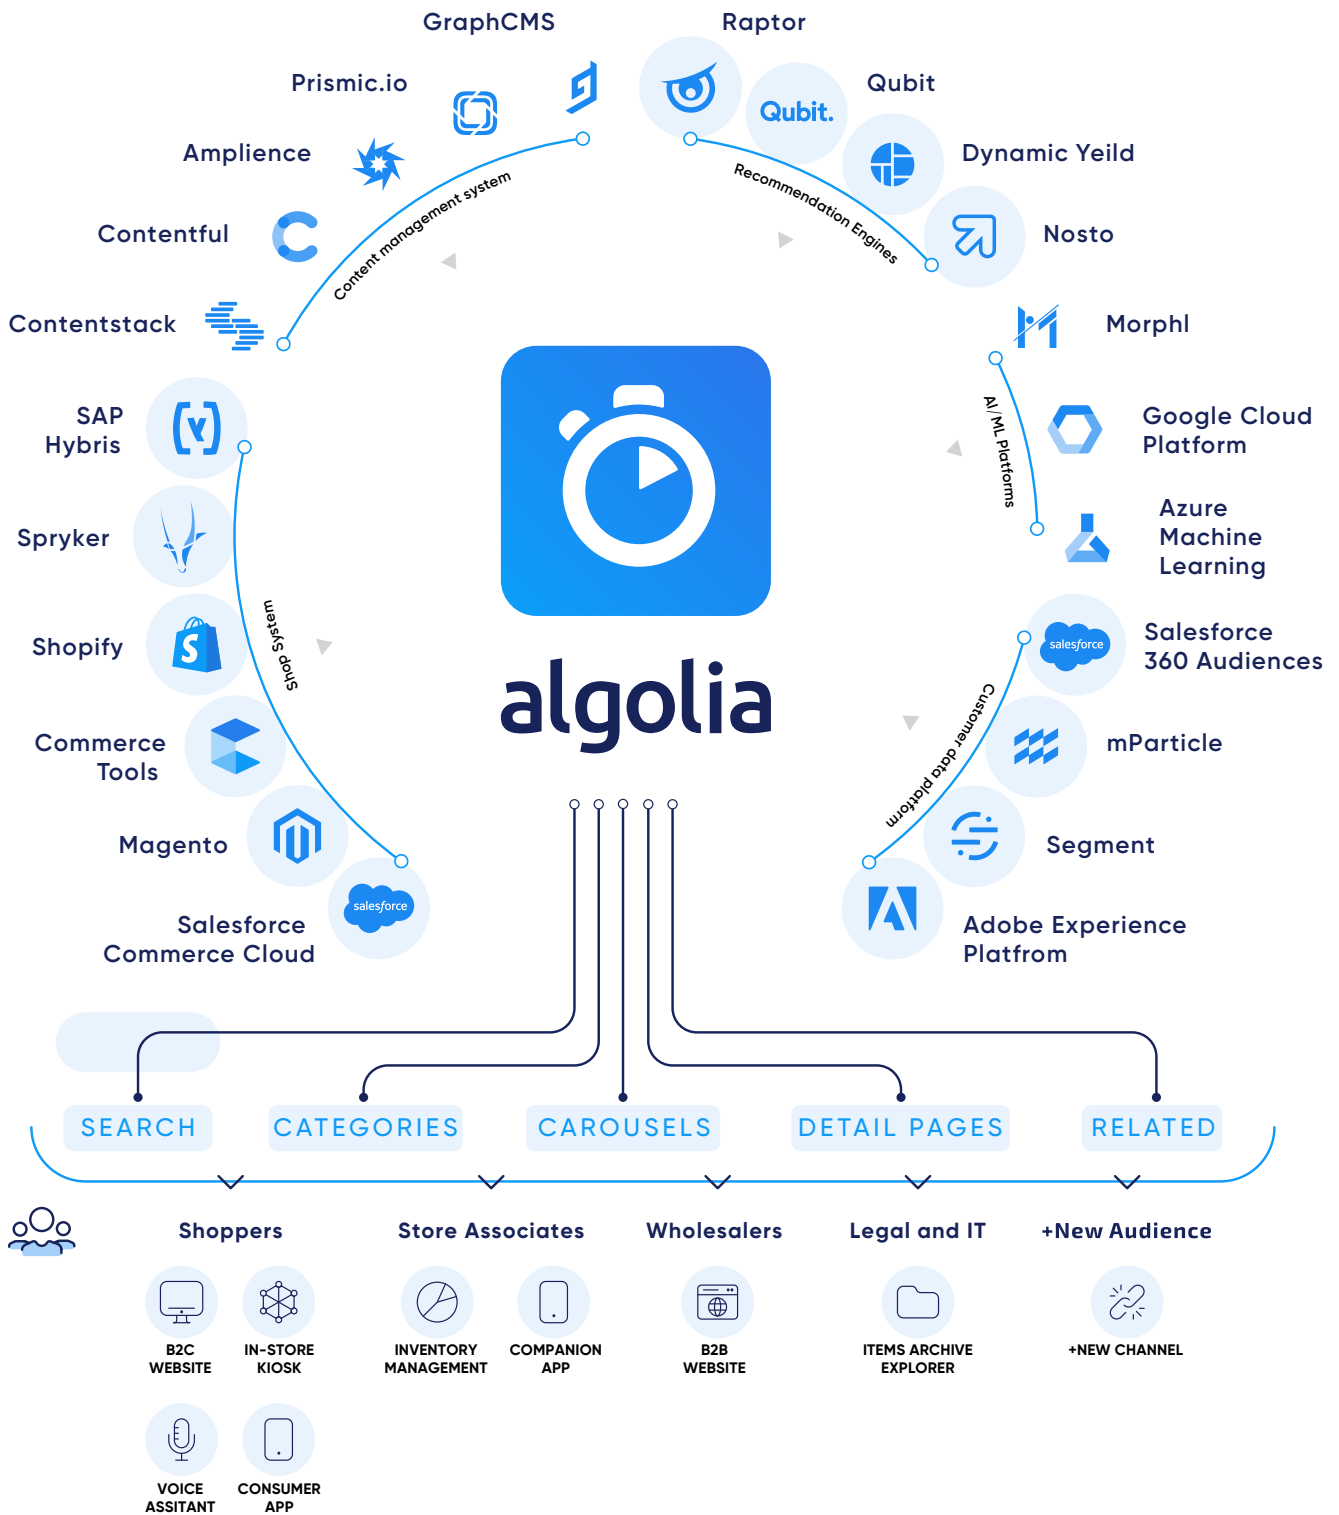 GraphCMS
Raptor
Prismic.io
Qubit
Qubit.
Amplience
Dynamic Yeild
Contentful
Nosto
Contentstack
Content management system
Recommendation Engines
Morphl
SAP
Hybris
Google Cloud
Platform
AI/ML Platforms
Spryker
Azure
Machine
Learning
Shopify
S
Shop System
salesforce
Salesforce
360 Audiences
algolia
Commerce
Tools
mParticle
Customer data platform
Magento
Segment
Salesforce
Commerce Cloud
salesforce
Adobe Experience
Platfrom
SEARCH
CATEGORIES
CAROUSELS
DETAIL PAGES
RELATED
Shoppers
Store Associates
Wholesalers
Legal and IT
+New Audience
B2C
WEBSITE
IN-STORE
KIOSK
INVENTORY
MANAGEMENT
COMPANION
APP
B2B
WEBSITE
ITEMS ARCHIVE
EXPLORER
+NEW CHANNEL
VOICE
ASSITANT
CONSUMER
APP